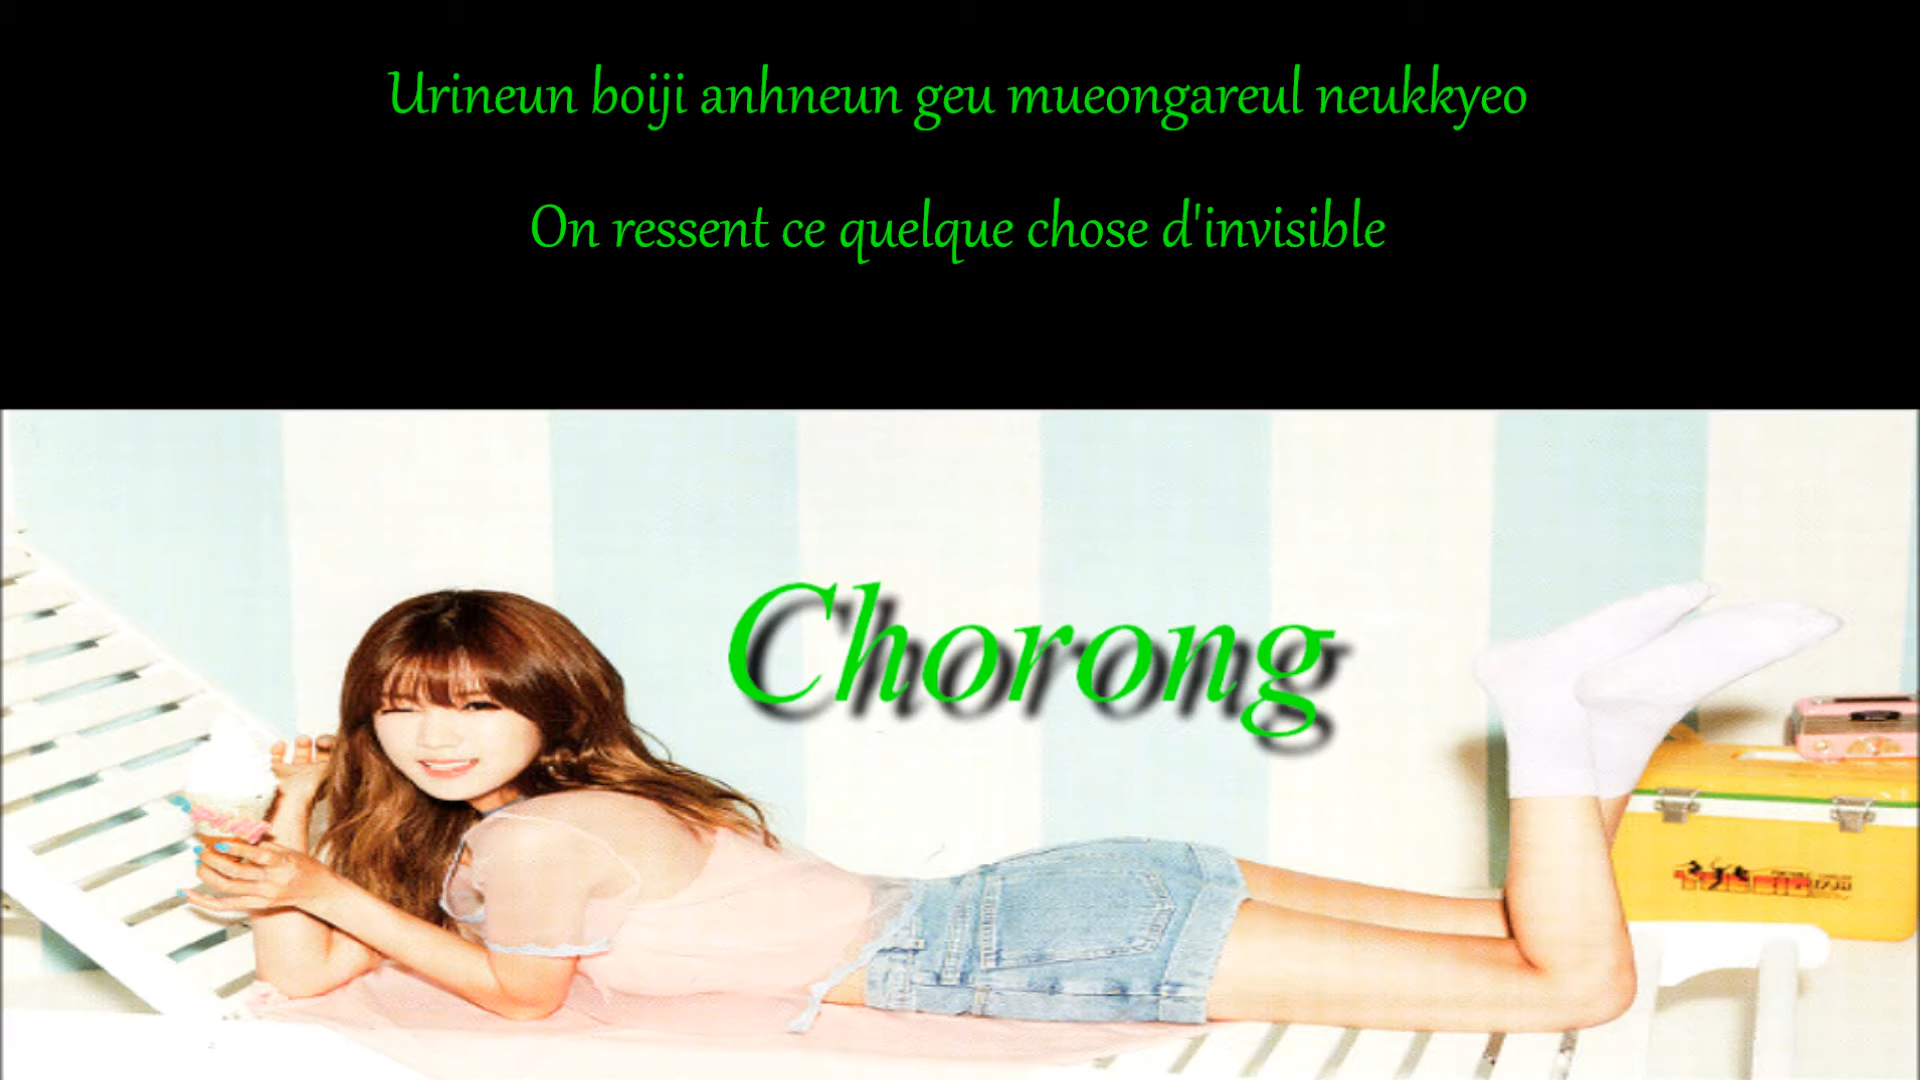 Urineun boiji anhneun geu mueongareul neukkyeo
On ressent ce quelque chose d'invisible
Chorong